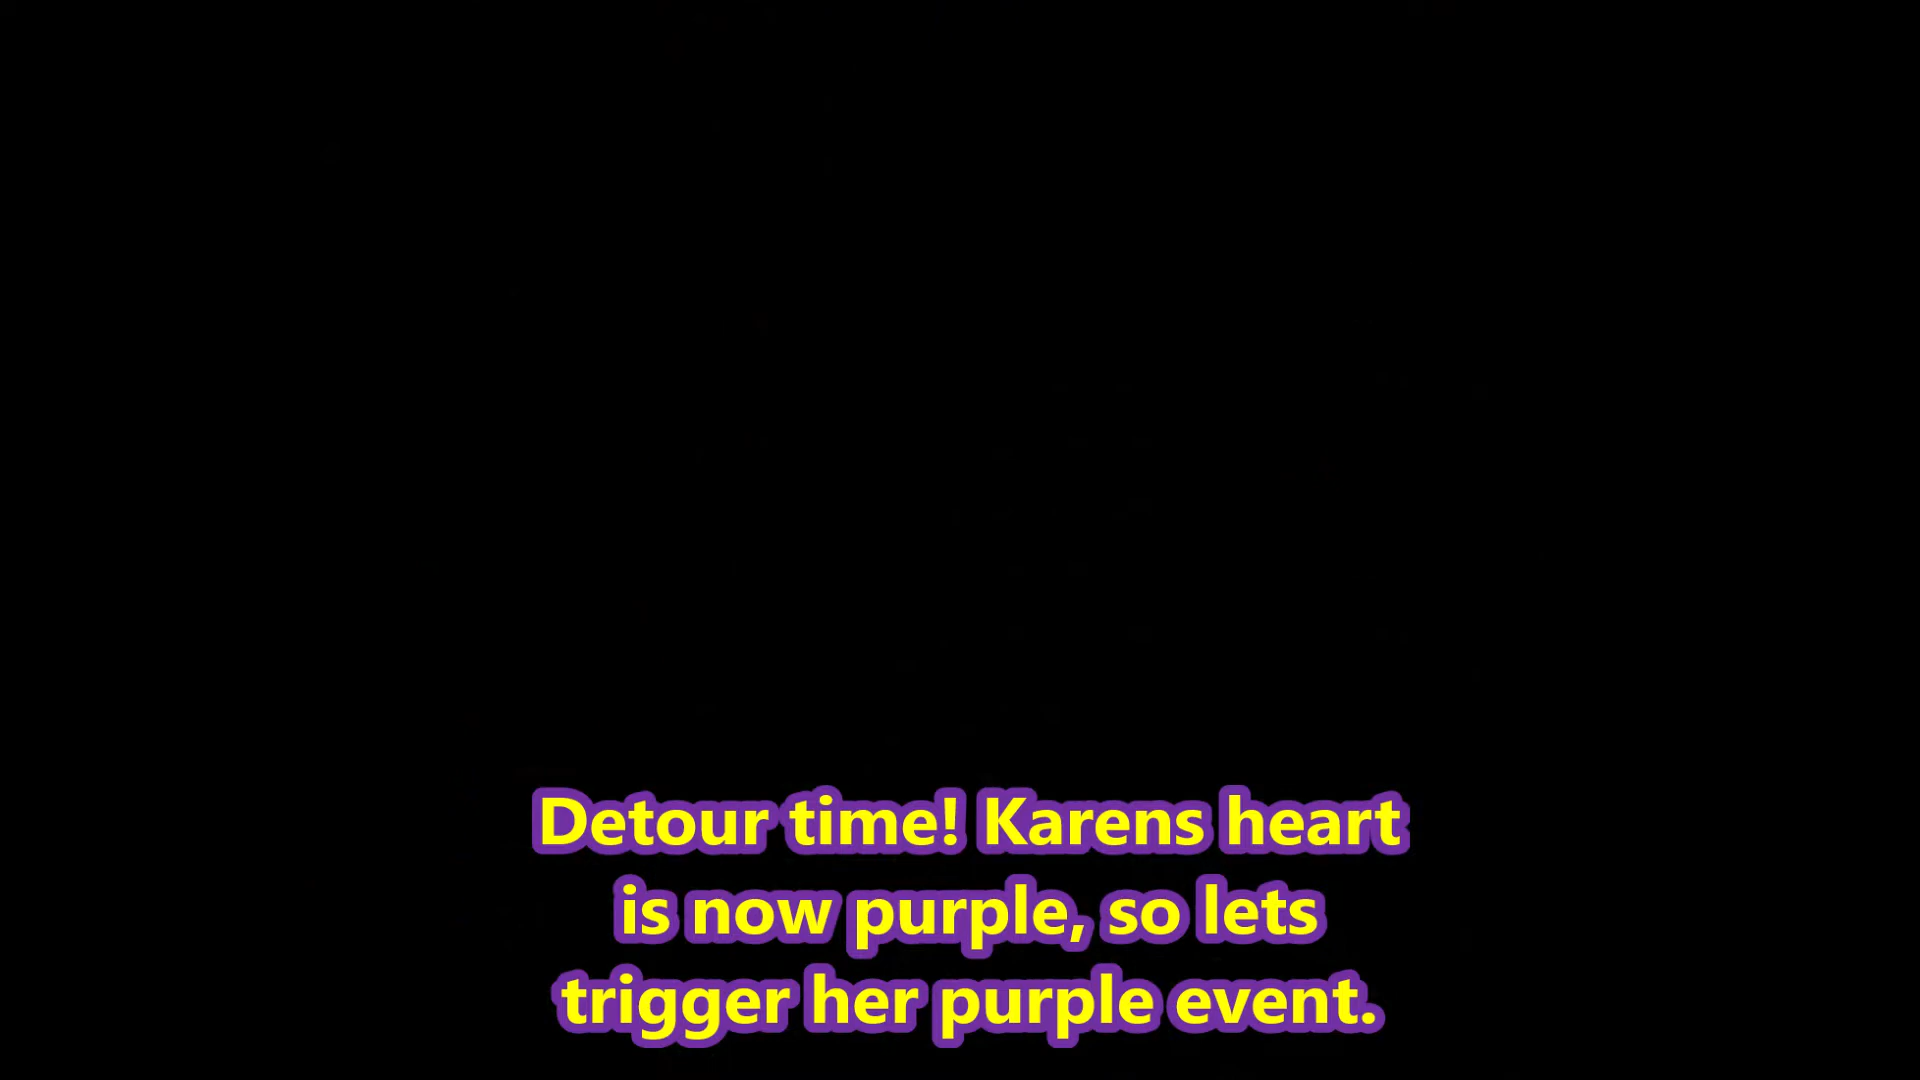 Detour time! Karens heart
is now purple, so lets
trigger her purple event.